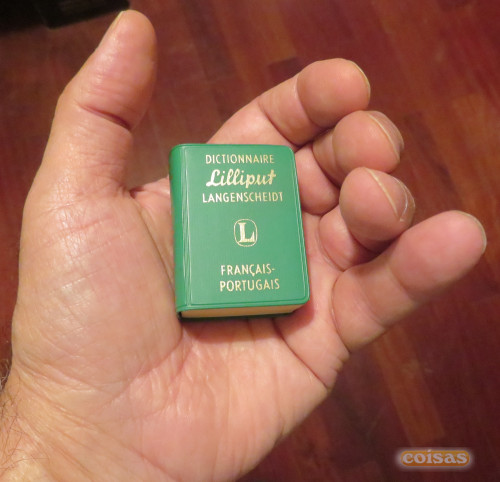 DICTIONNAIRE
Lilliput
LANGENSCHEIDT
L
FRANÇAIS-
PORTUGAIS
coisas